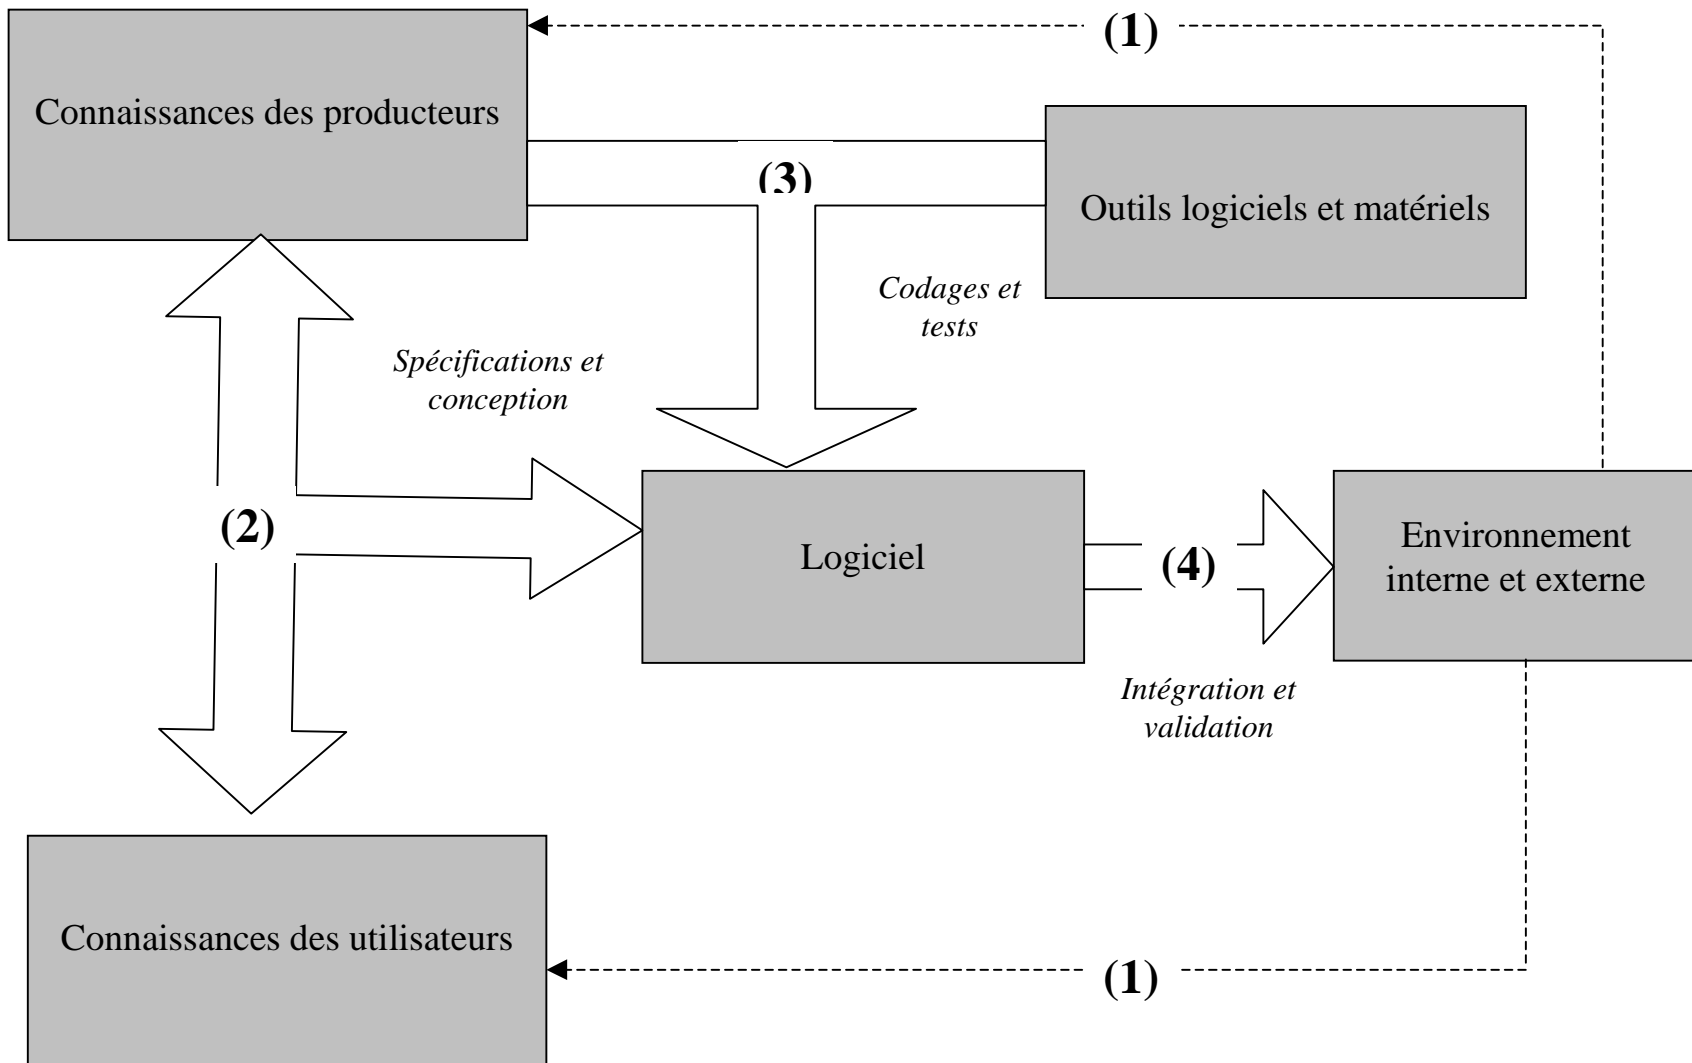 (1)
Connaissances des producteurs
(3)
Outils logiciels et matériels
Codages et
tests
Spécifications et
conception
(2)
Logiciel
(4)
Environnement
interne et externe
Intégration et
validation
Connaissances des utilisateurs
(1)